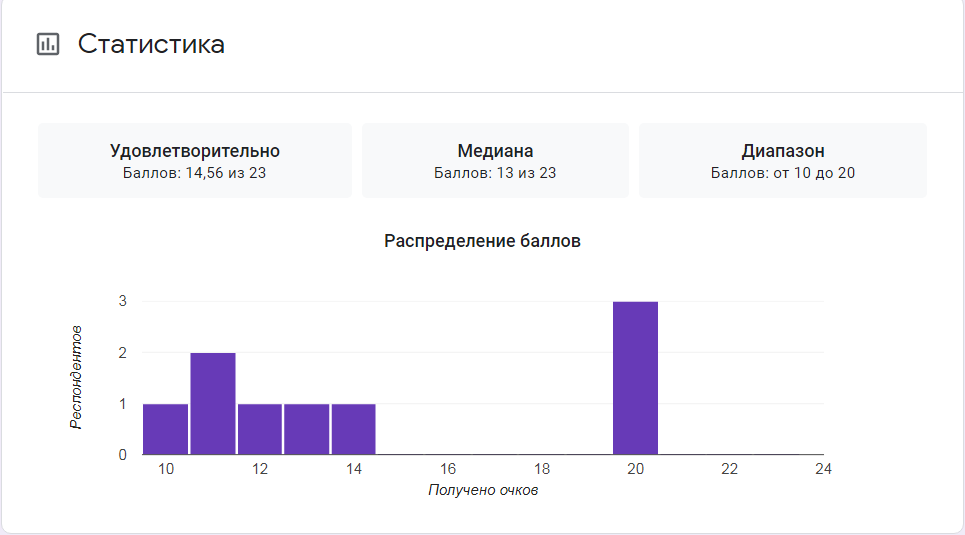 Статистика
Удовлетворительно
Баллов: 14,56 из 23
Медиана
Баллов: 13 из 23
Диапазон
Баллов: от 10 до 20
Распределение баллов
Респондентов
3
2
1
0
10 12 14 16 18 20 22 24
Получено очков